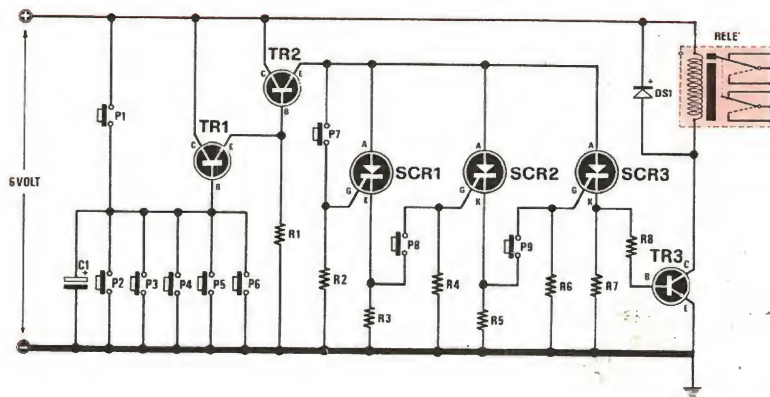 RELE'
TR2
C
E
B
DS1
P1
TR1
C
E
B
P7
A
SCR1
G
K
A
SCR2
G
K
A
SCR3
G
K
6 VOLT
R1
P8
P9
R8
TR3
C
B
E
C1
P2
P3
P4
P5
P6
R2
R3
R4
R5
R6
R7